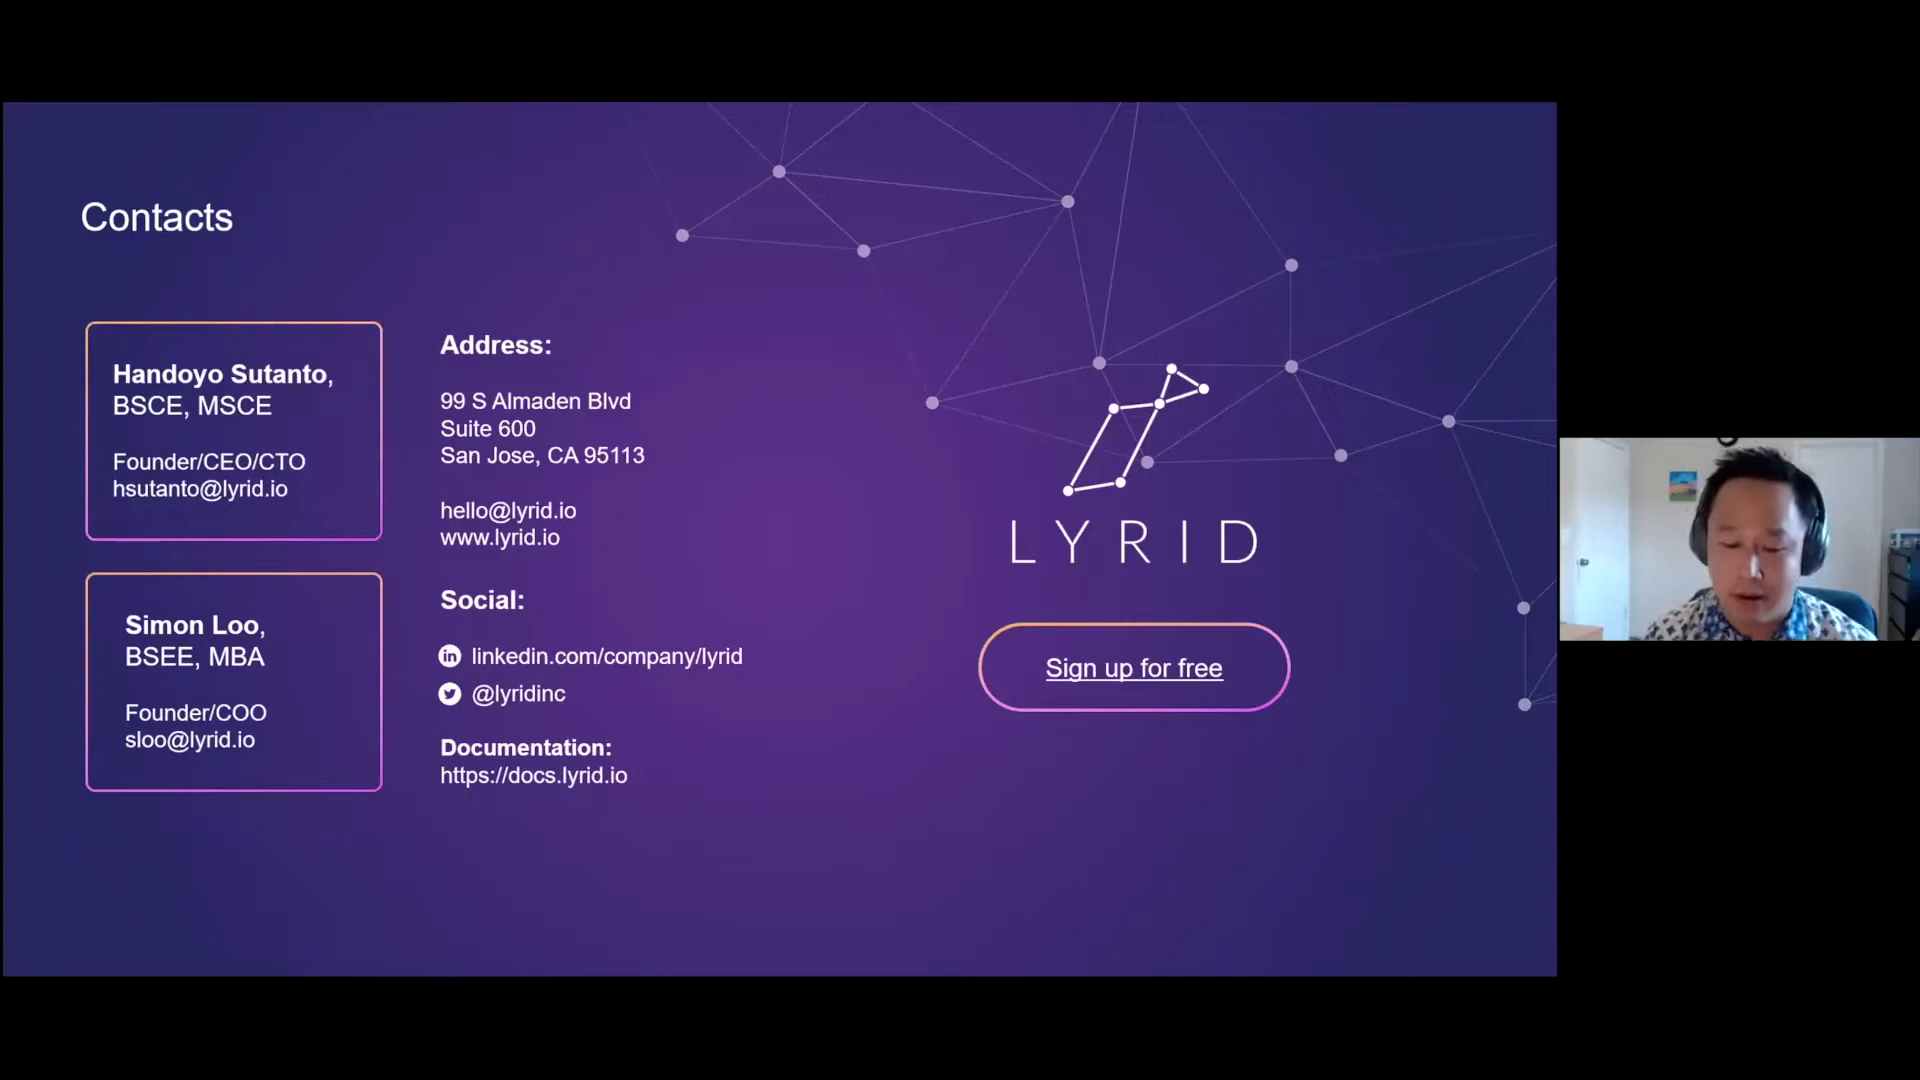 Contacts
Handoyo Sutanto,
BSCE, MSCE
Founder/CEO/CTO
hsutanto@lyrid.io
Simon Loo,
BSEE, MBA
Founder/COO
sloo@lyrid.io
Address:
99 S Almaden Blvd
Suite 600
San Jose, CA 95113
hello@lyrid.io
www.lyrid.io
Social:
in linkedin.com/company/lyrid
@lyridinc
Documentation:
https://docs.lyrid.io
LYRID
Sign up for free